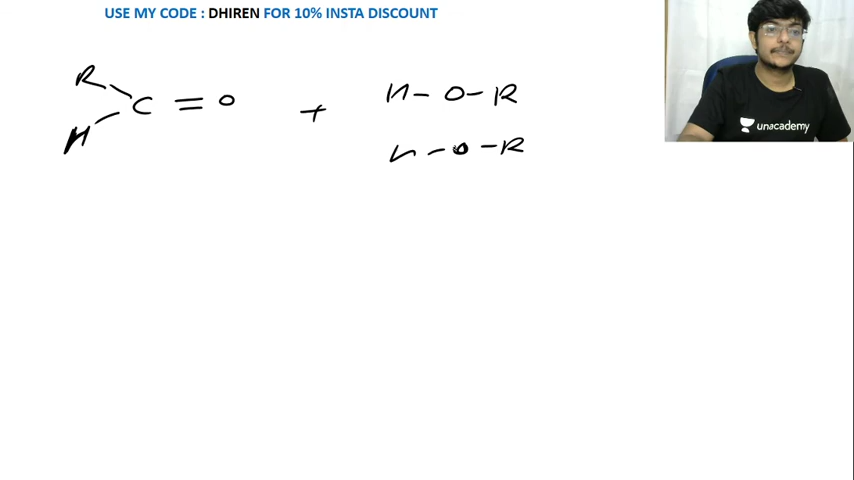 USE MY CODE : DHIREN FOR 10% INSTA DISCOUNT
R
C = O + H - O - R
H
H - O - R
unacademy